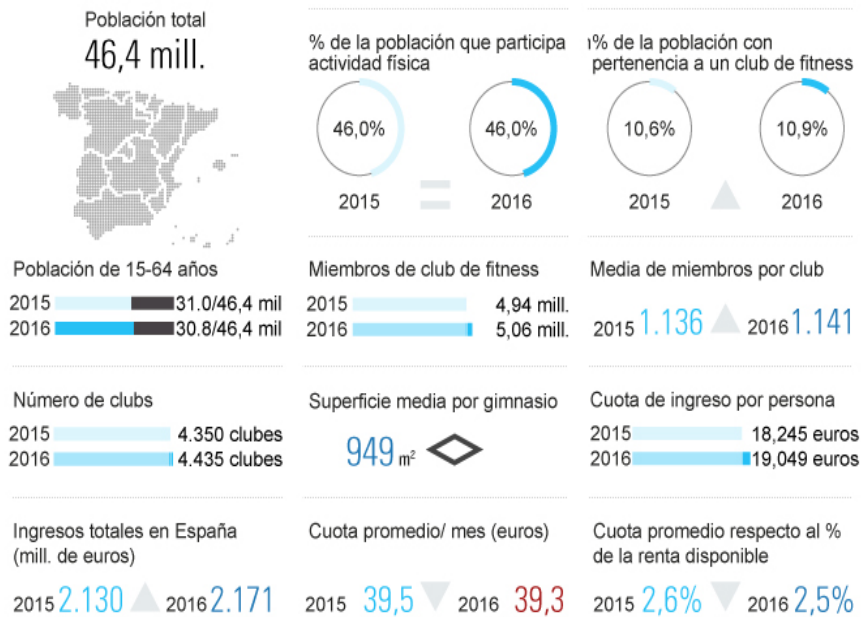 Población total
46,4 mill.
% de la población que participa
actividad física
46,0%
46,0%
2015
2016
% de la población con
pertenencia a un club de fitness
10,6%
10,9%
2015
2016
Población de 15-64 años
2015 31.0/46,4 mil
2016 30.8/46,4 mil
Miembros de club de fitness
2015 4,94 mill.
2016 5,06 mill.
Media de miembros por club
2015 1.136 2016 1.141
Número de clubs
2015 4.350 clubes
2016 4.435 clubes
Superficie media por gimnasio
949 m²
Cuota de ingreso por persona
2015 18,245 euros
2016 19,049 euros
Ingresos totales en España
(mill. de euros)
2015 2.130 2016 2.171
Cuota promedio/ mes (euros)
2015 39,5 2016 39,3
Cuota promedio respecto al %
de la renta disponible
2015 2,6% 2016 2,5%